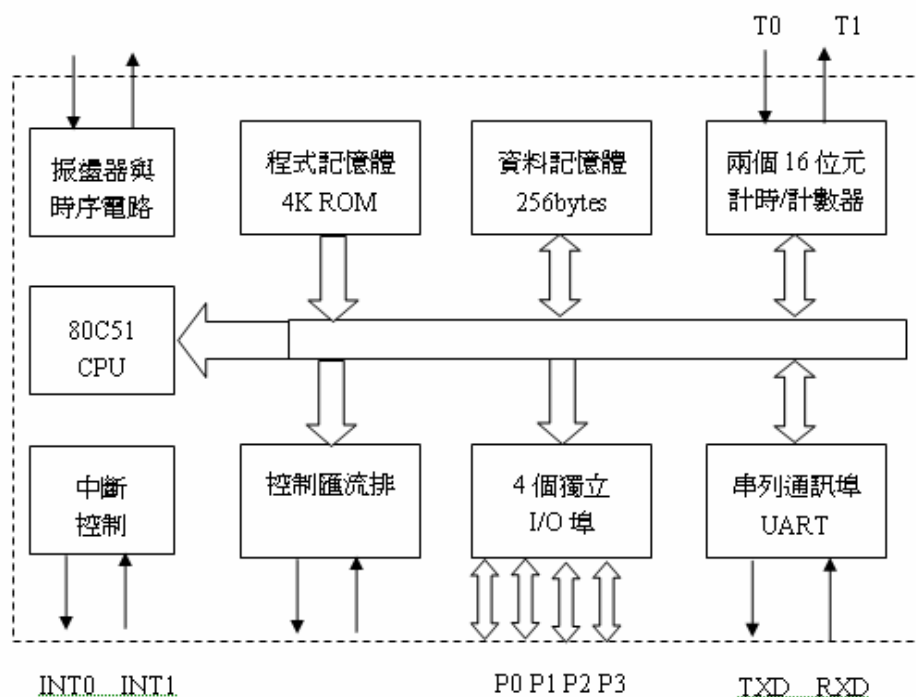 T0 T1
振盪器與
時序電路
程式記憶體
4K ROM
資料記憶體
256bytes
兩個 16 位元
計時/計數器
80C51
CPU
中斷
控制
控制匯流排
4 個獨立
I/O 埠
串列通訊埠
UART
INT0 INT1
P0 P1 P2 P3
TXD RXD